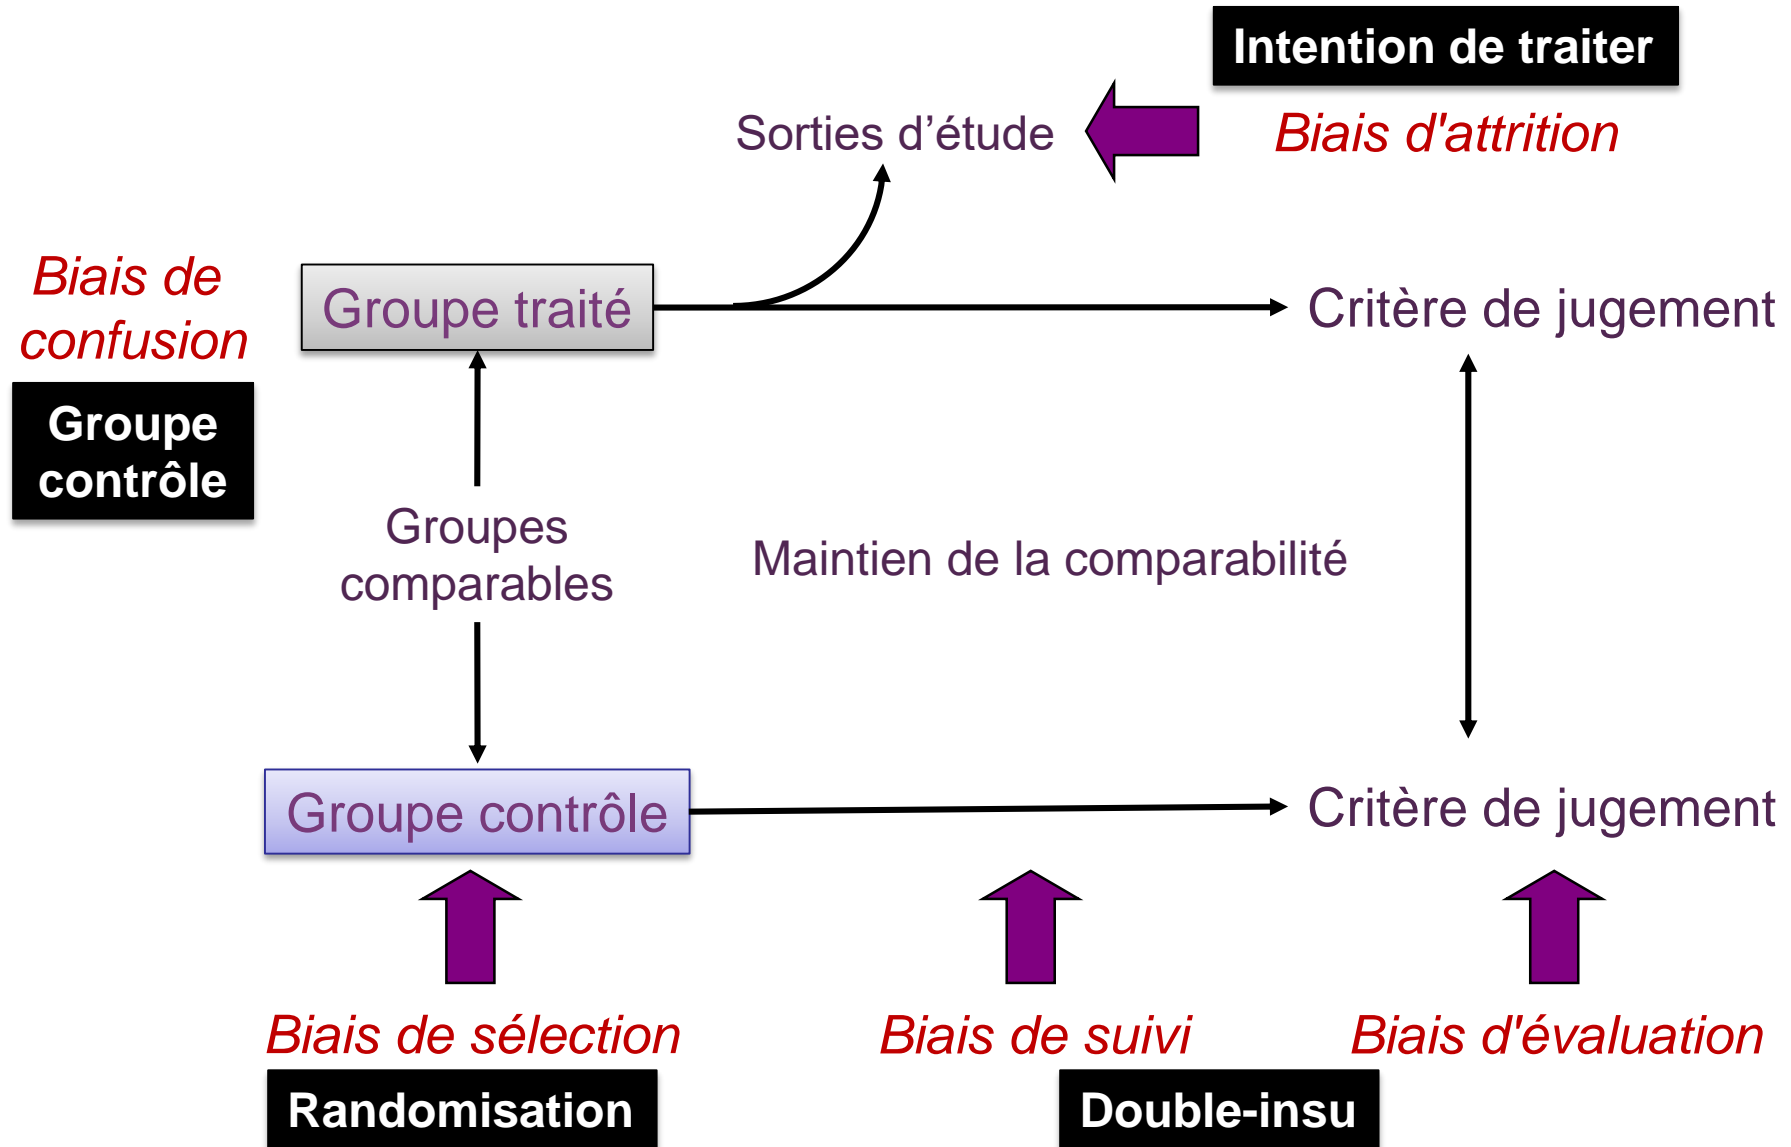 Intention de traiter
Sorties d’étude
Biais d'attrition
Biais de
confusion
Groupe
contrôle
Groupe traité
Critère de jugement
Groupes
comparables
Maintien de la comparabilité
Groupe contrôle
Critère de jugement
Biais de sélection
Biais de suivi
Biais d'évaluation
Randomisation
Double-insu